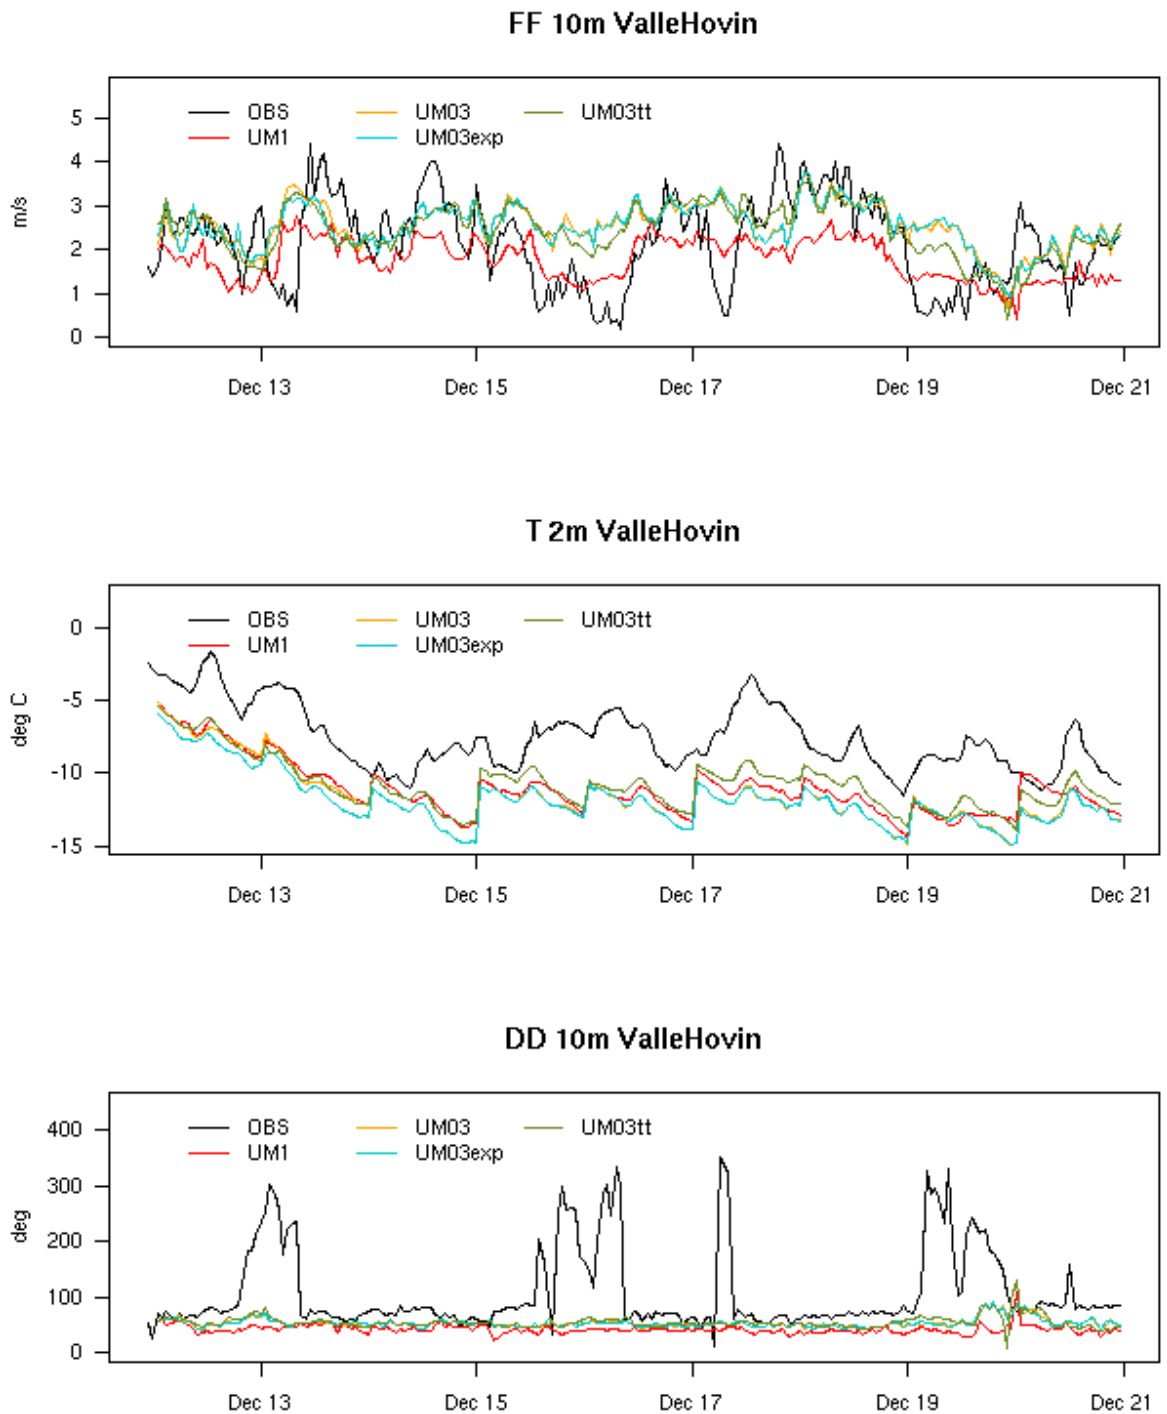 FF 10m ValleHovin
5
4
3
2
1
0
m/s
OBS UM03 UM03tt
UM1 UM03exp
Dec 13 Dec 15 Dec 17 Dec 19 Dec 21
T 2m ValleHovin
0
-5
-10
-15
deg C
OBS UM03 UM03tt
UM1 UM03exp
Dec 13 Dec 15 Dec 17 Dec 19 Dec 21
DD 10m ValleHovin
400
300
200
100
0
deg
OBS UM03 UM03tt
UM1 UM03exp
Dec 13 Dec 15 Dec 17 Dec 19 Dec 21